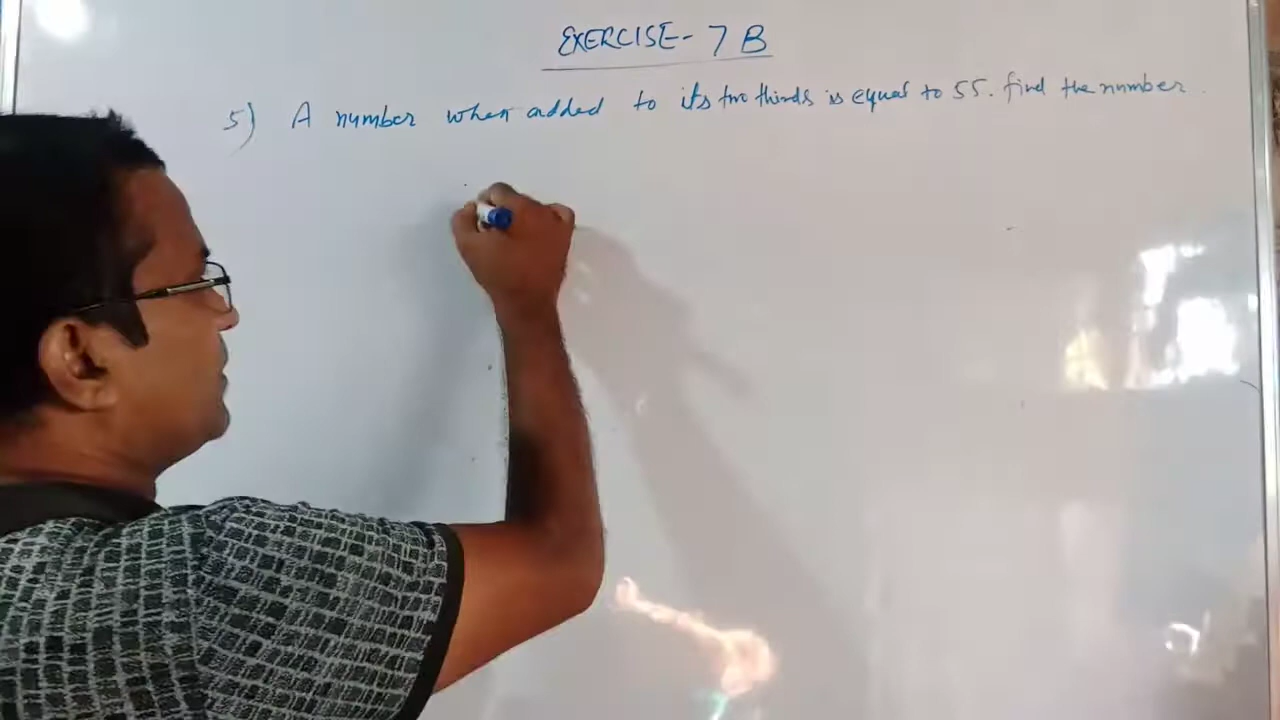 EXERCISE- 7 B
5) A number when added to its two thirds is equal to 55. find the number.